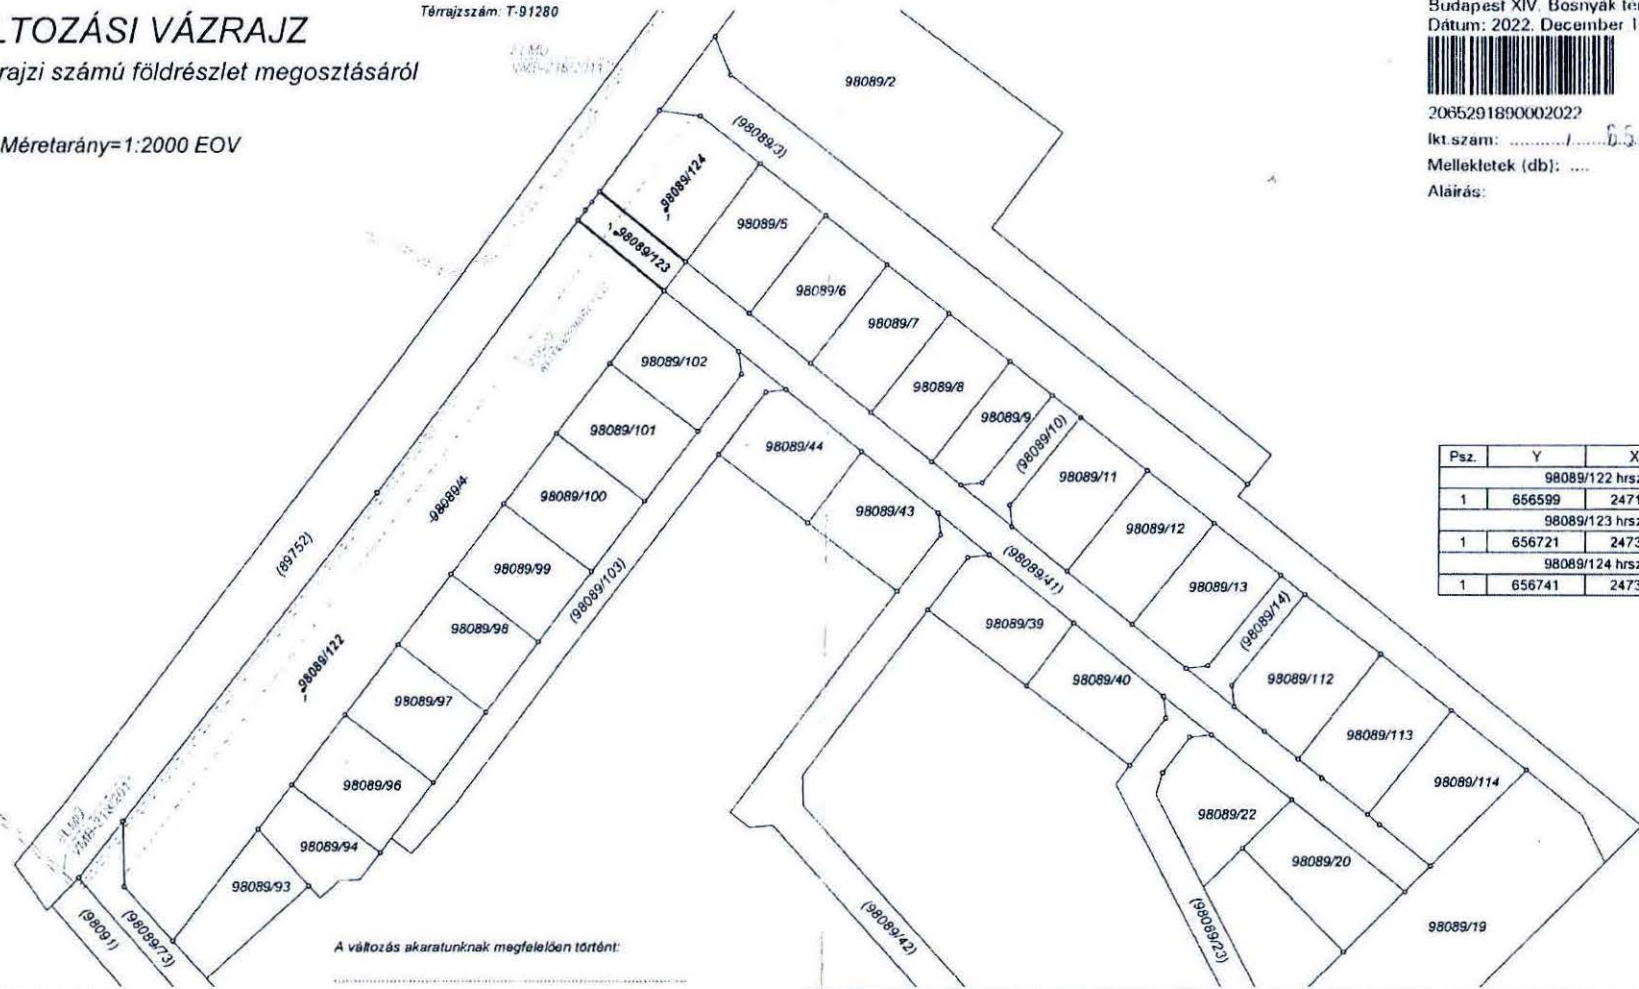 LTOZÁSI VÁZRAJZ
rajzi számú földrészlet megosztásáról
Méretarány=1:2000 EOV
Térrajzszám: T-91280
Budapest XIV. Bosnyák tér
Dátum: 2022. December 1
2065291890002022
Ikt.szám: ............/......
Mellékletek (db): ....
Aláírás:
98089/2
(98089/3)
98089/124
98089/5
98089/123
98089/6
98089/7
98089/102
98089/8
98089/9
98089/101
98089/44
(98089/10)
98089/11
98089/4
98089/100
98089/43
98089/12
(89752)
98089/99
(98089/103)
(98089/41)
98089/13
98089/98
98089/39
(98089/14)
98089/122
98089/40
98089/112
98089/97
98089/113
98089/96
98089/114
98089/22
98089/94
98089/20
98089/93
(98091)
(98089/73)
(98089/42)
(98089/23)
98089/19
Psz. Y X
98089/122 hrsz
1 656599 2471
98089/123 hrsz
1 656721 2473
98089/124 hrsz
1 656741 2473
A változás akaratunknak megfelelően történt: